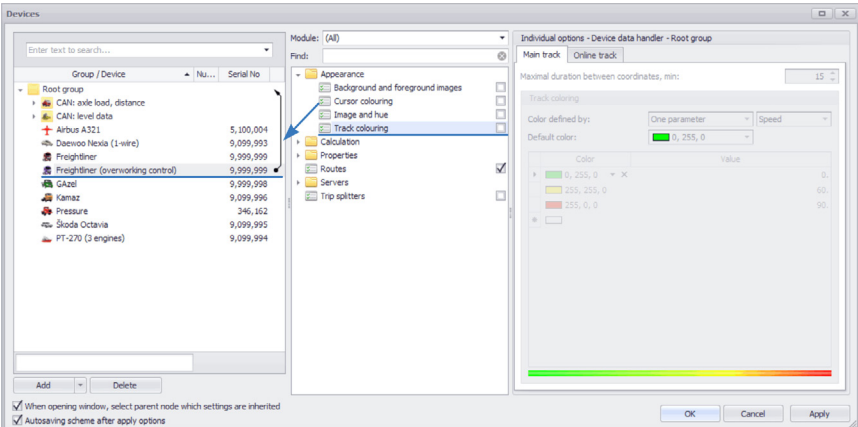 Devices
Enter text to search...
Group / Device Nu... Serial No
Root group
CAN: axle load, distance
CAN: level data
Airbus A321 5,100,004
Daewoo Nexia (1-wire) 9,099,993
Freightliner 9,999,999
Freightliner (overworking control) 9,999,999
GAzel 9,999,998
Kamaz 9,099,996
Pressure 346,162
Škoda Octavia 9,099,995
PT-270 (3 engines) 9,099,994
Add Delete
When opening window, select parent node which settings are inherited
Autosaving scheme after apply options
Module: (All)
Find:
Appearance
Background and foreground images
Cursor colouring
Image and hue
Track colouring
Calculation
Properties
Routes
Servers
Trip splitters
Individual options - Device data handler - Root group
Main track Online track
Maximal duration between coordinates, min: 15
Track coloring
Color defined by: One parameter Speed
Default color: 0, 255, 0
Color Value
0, 255, 0 0.
255, 255, 0 60.
255, 0, 0 90.
OK Cancel Apply